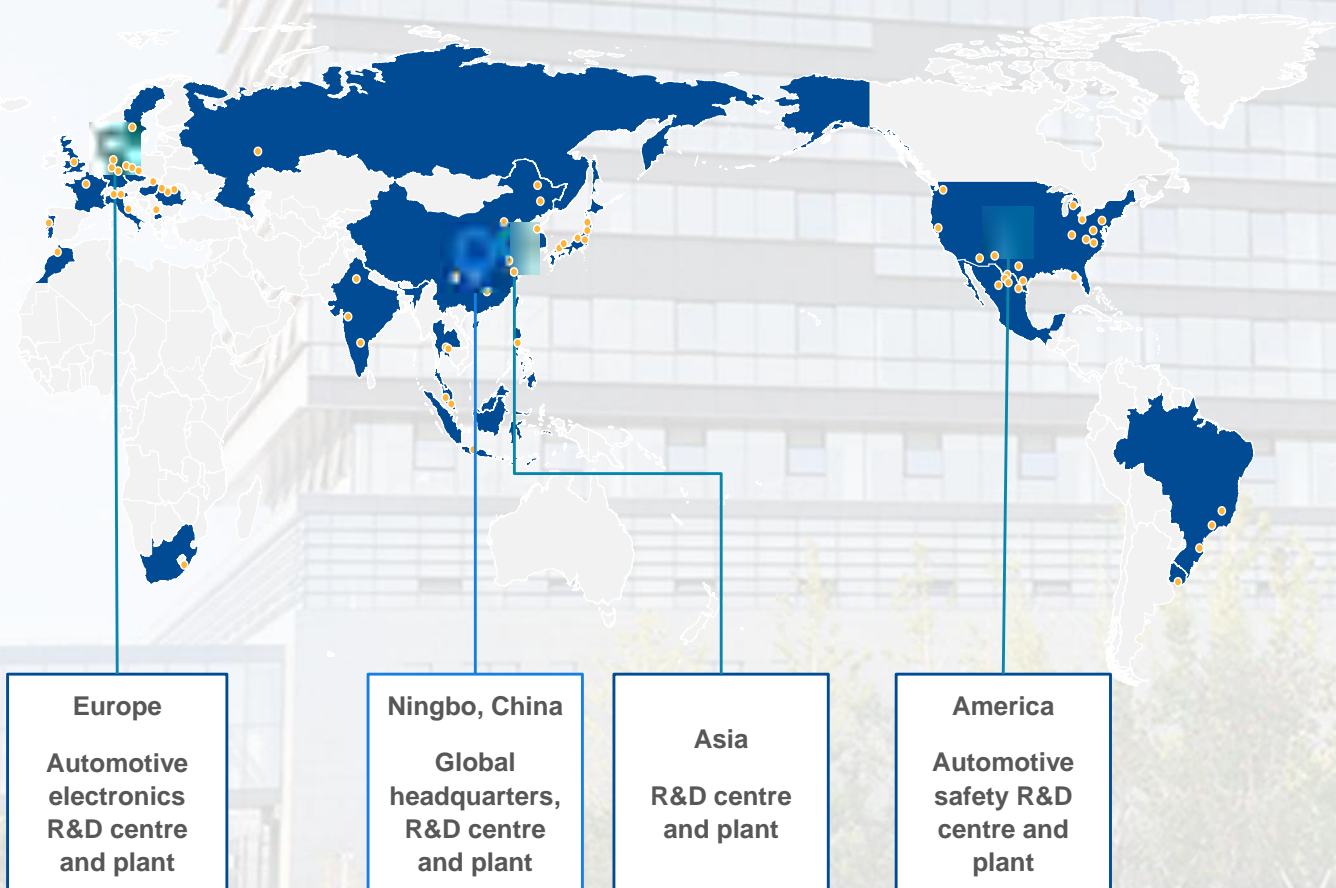 Europe
Automotive
electronics
R&D centre
and plant
Ningbo, China
Global
headquarters,
R&D centre
and plant
Asia
R&D centre
and plant
America
Automotive
safety R&D
centre and
plant